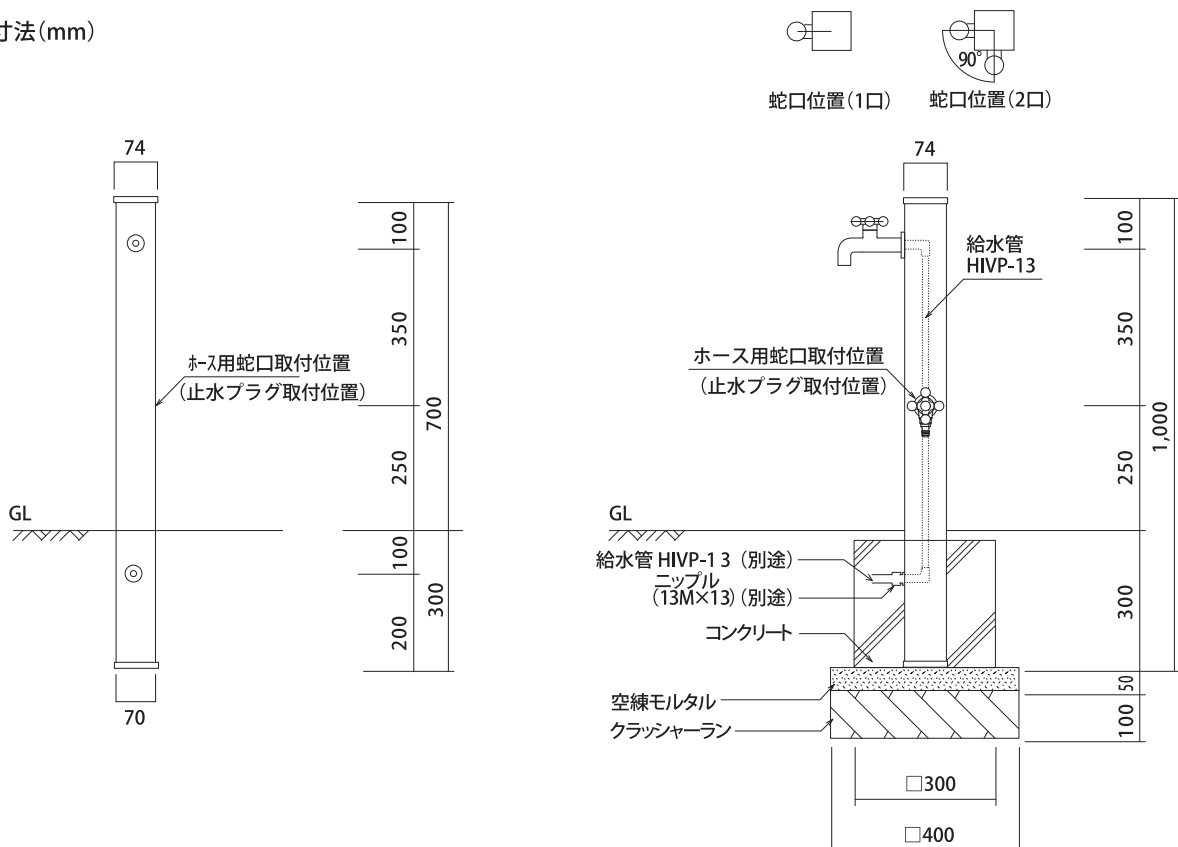 寸法(mm)
90°
蛇口位置(1口)
蛇口位置(2口)
74
100
350
ホース用蛇口取付位置
(止水プラグ取付位置)
700
250
GL
100
300
200
70
74
給水管
HIVP-13
100
350
ホース用蛇口取付位置
(止水プラグ取付位置)
1,000
250
GL
給水管 HIVP-13 (別途)
ニップル
(13M×13) (別途)
コンクリート
300
空練モルタル
クラッシャーラン
50
100
□300
□400